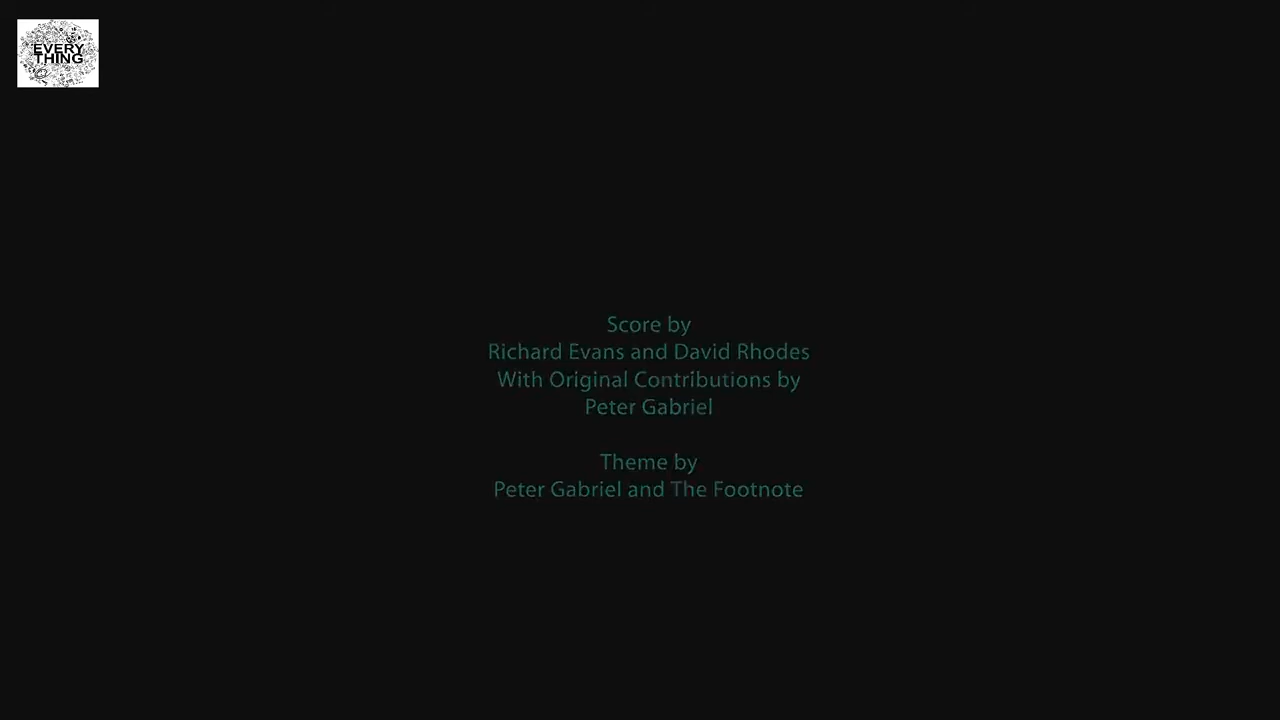 EVERY
THING
Score by
Richard Evans and David Rhodes
With Original Contributions by
Peter Gabriel
Theme by
Peter Gabriel and The Footnote